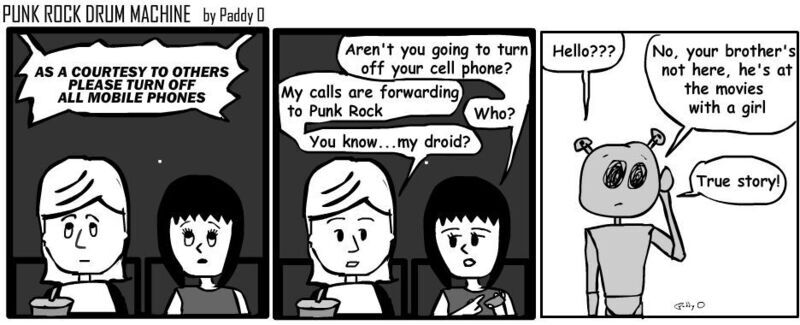 PUNK ROCK DRUM MACHINE by Paddy O
AS A COURTESY TO OTHERS
PLEASE TURN OFF
ALL MOBILE PHONES
Aren't you going to turn
off your cell phone?
My calls are forwarding
to Punk Rock
Who?
You know...my droid?
Hello???
No, your brother's
not here, he's at
the movies
with a girl
True story!
Paddy O